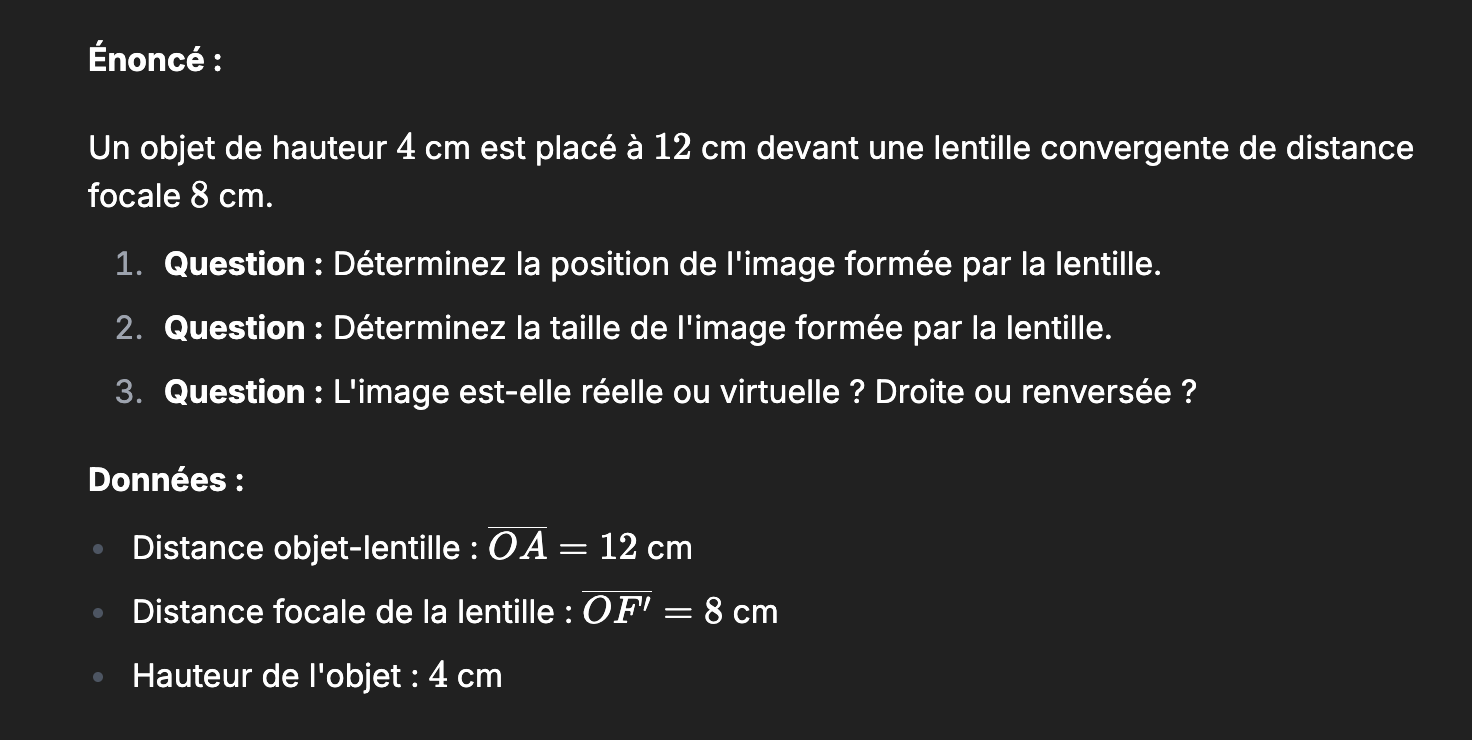 Énoncé :
Un objet de hauteur 4 cm est placé à 12 cm devant une lentille convergente de distance
focale 8 cm.
1. Question : Déterminez la position de l'image formée par la lentille.
2. Question : Déterminez la taille de l'image formée par la lentille.
3. Question : L'image est-elle réelle ou virtuelle ? Droite ou renversée ?
Données :
• Distance objet-lentille : $\overline{OA} = 12$ cm
• Distance focale de la lentille : $\overline{OF'} = 8$ cm
• Hauteur de l'objet : 4 cm